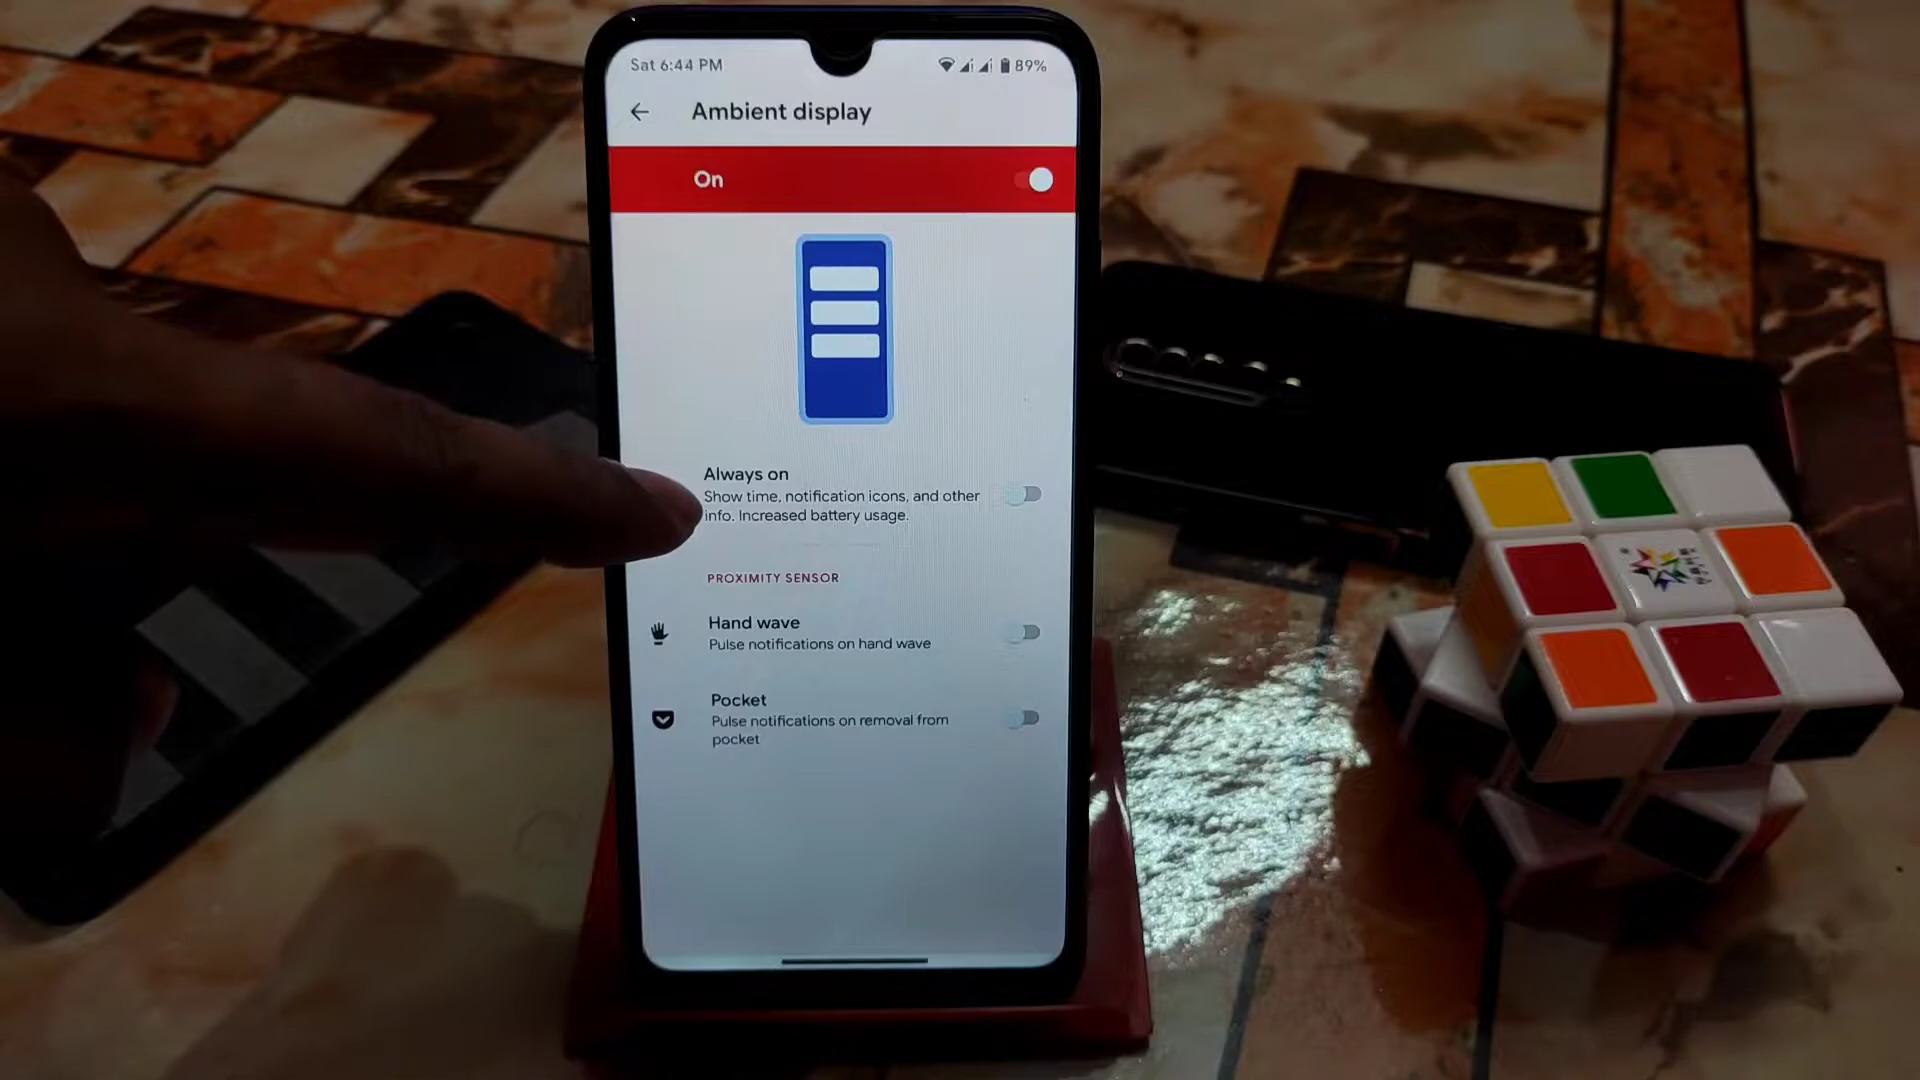 Sat 6:44 PM
89%
Ambient display
On
Always on
Show time, notification icons, and other
info. Increased battery usage.
PROXIMITY SENSOR
Hand wave
Pulse notifications on hand wave
Pocket
Pulse notifications on removal from
pocket